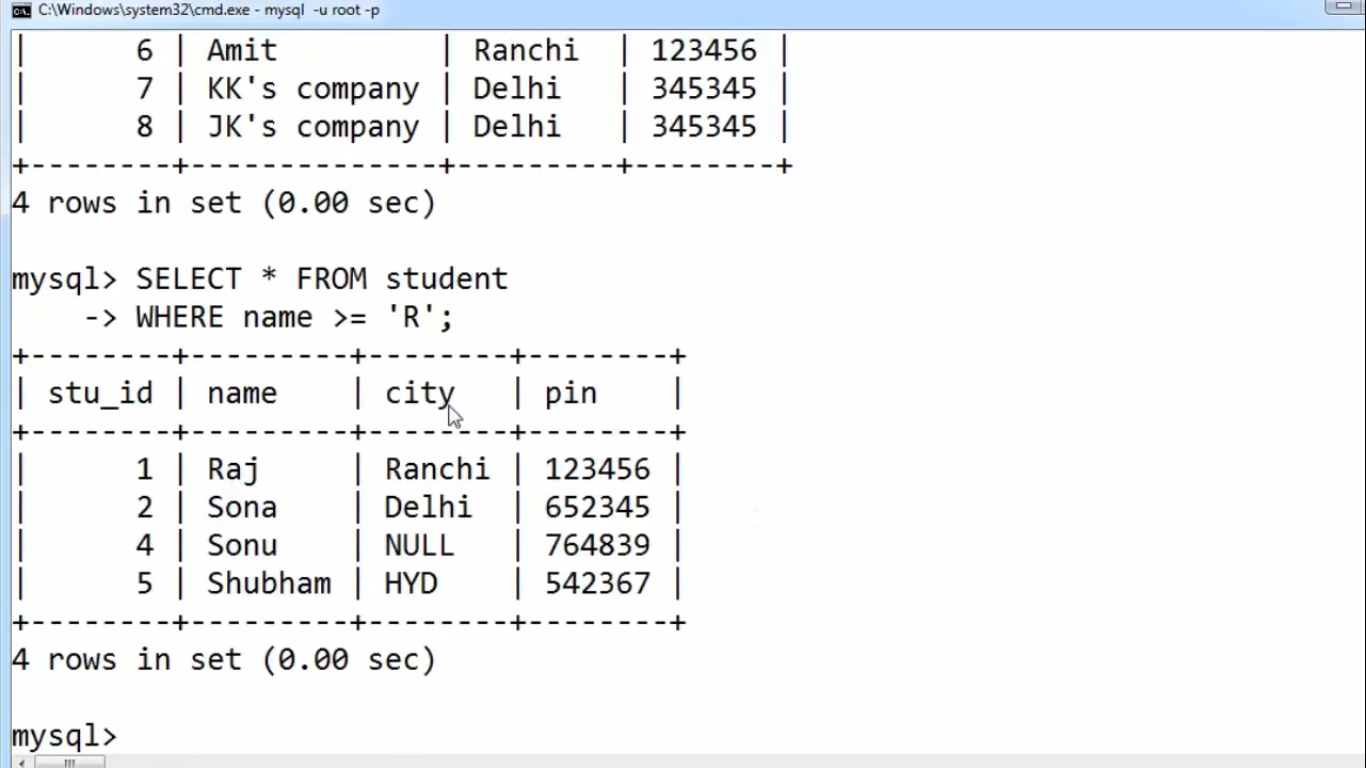 C:\Windows\system32\cmd.exe - mysql -u root -p
|      6 | Amit         | Ranchi  | 123456 |
|      7 | KK's company | Delhi   | 345345 |
|      8 | JK's company | Delhi   | 345345 |
+--------+--------------+---------+--------+
4 rows in set (0.00 sec)
mysql> SELECT * FROM student
    -> WHERE name >= 'R';
+--------+---------+--------+--------+
| stu_id | name    | city   | pin    |
+--------+---------+--------+--------+
|      1 | Raj     | Ranchi | 123456 |
|      2 | Sona    | Delhi  | 652345 |
|      4 | Sonu    | NULL   | 764839 |
|      5 | Shubham | HYD    | 542367 |
+--------+---------+--------+--------+
4 rows in set (0.00 sec)
mysql>